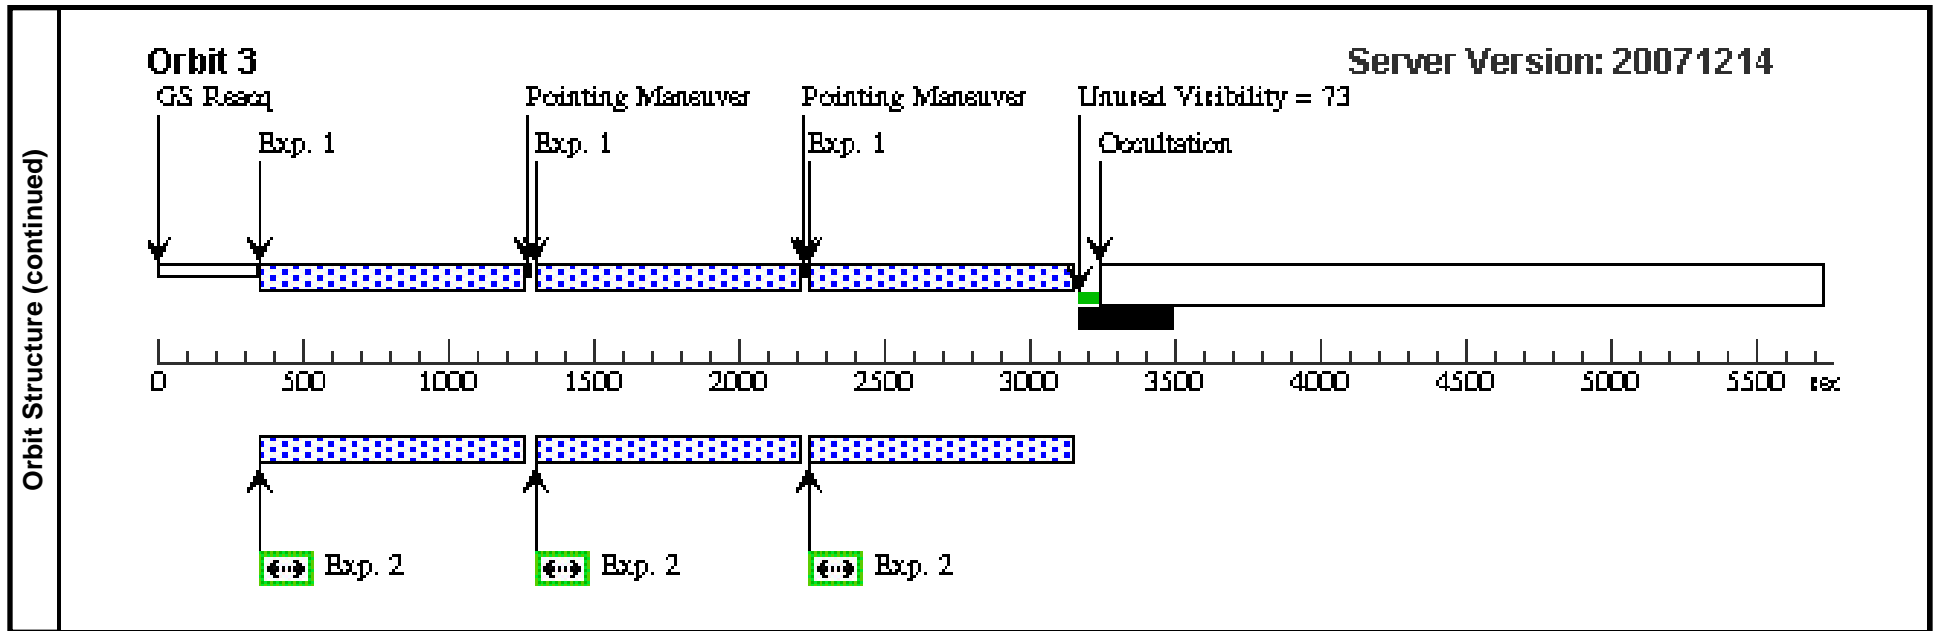 Orbit Structure (continued)
Orbit 3
Server Version: 20071214
GS Reacq
Pointing Maneuver
Pointing Maneuver
Unused Visibility = 73
Exp. 1
Exp. 1
Exp. 1
Occultation
0 500 1000 1500 2000 2500 3000 3500 4000 4500 5000 5500 sec
Exp. 2
Exp. 2
Exp. 2